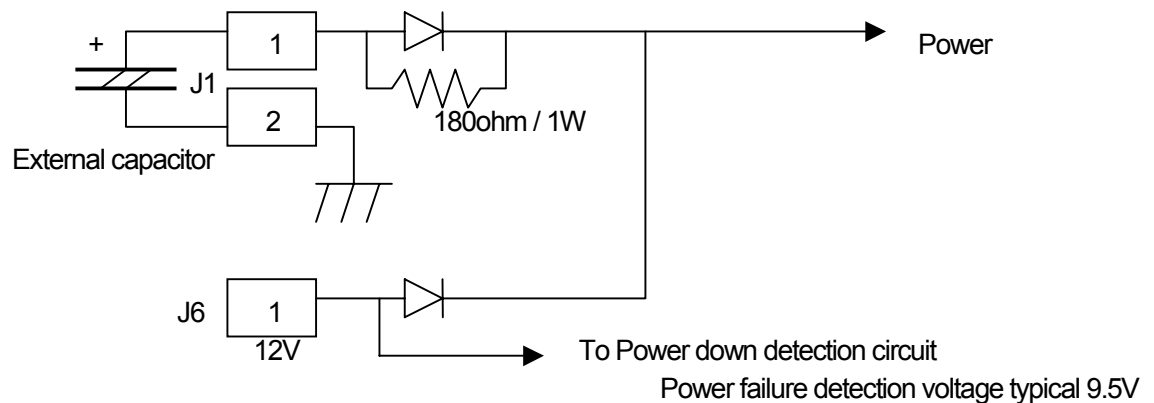 +
1
Power
J1
180ohm / 1W
2
External capacitor
J6
1
12V
To Power down detection circuit
Power failure detection voltage typical 9.5V